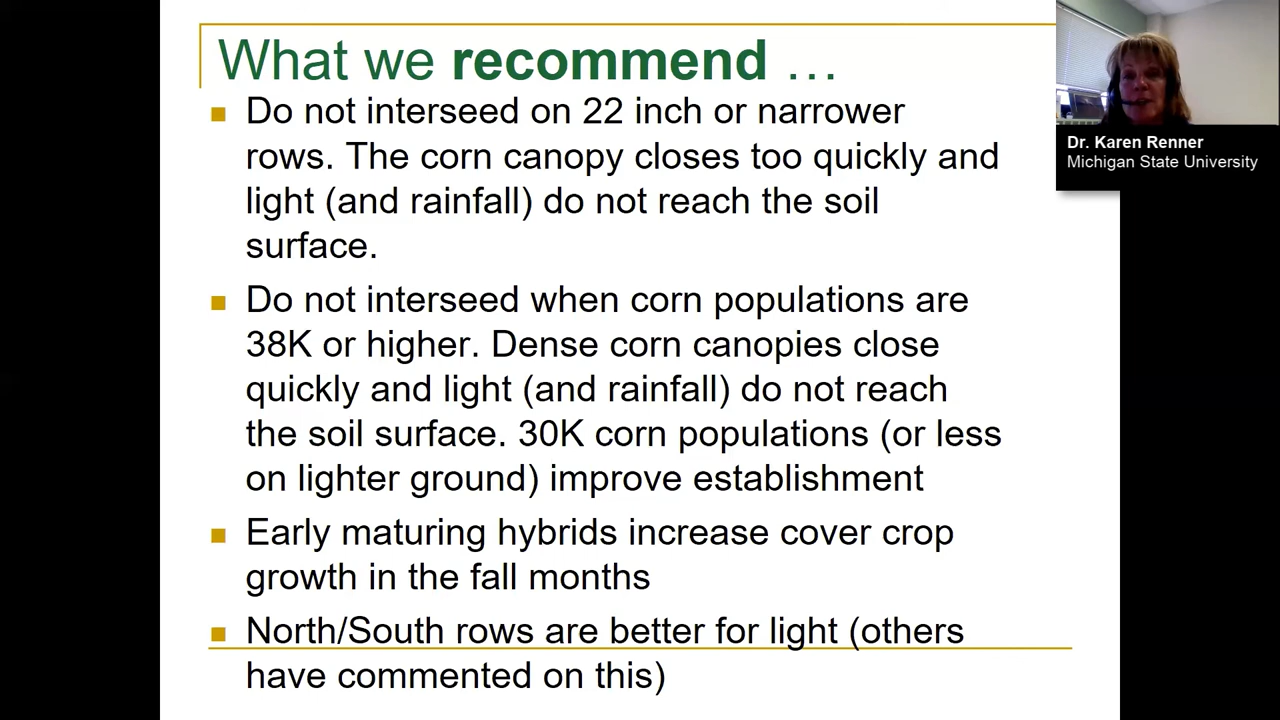 What we recommend ...
Do not interseed on 22 inch or narrower
rows. The corn canopy closes too quickly and
light (and rainfall) do not reach the soil
surface.
Do not interseed when corn populations are
38K or higher. Dense corn canopies close
quickly and light (and rainfall) do not reach
the soil surface. 30K corn populations (or less
on lighter ground) improve establishment
Early maturing hybrids increase cover crop
growth in the fall months
North/South rows are better for light (others
have commented on this)
Dr. Karen Renner
Michigan State University